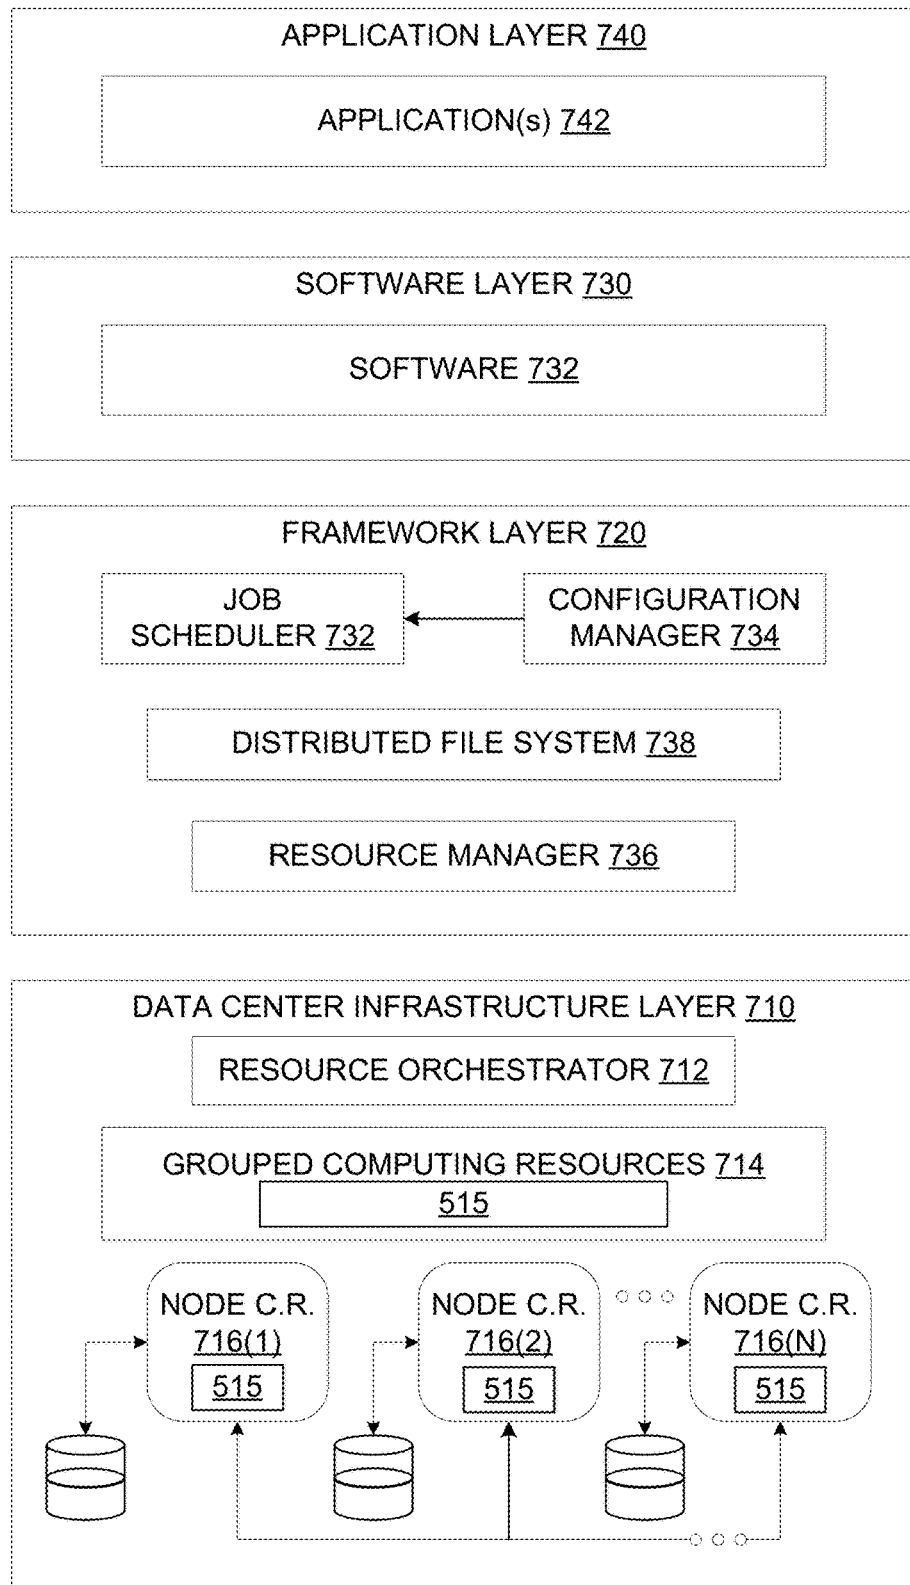 APPLICATION LAYER 740
APPLICATION(s) 742
SOFTWARE LAYER 730
SOFTWARE 732
FRAMEWORK LAYER 720
JOB
SCHEDULER 732
CONFIGURATION
MANAGER 734
DISTRIBUTED FILE SYSTEM 738
RESOURCE MANAGER 736
DATA CENTER INFRASTRUCTURE LAYER 710
RESOURCE ORCHESTRATOR 712
GROUPED COMPUTING RESOURCES 714
515
NODE C.R.
716(1)
515
NODE C.R.
716(2)
515
NODE C.R.
716(N)
515